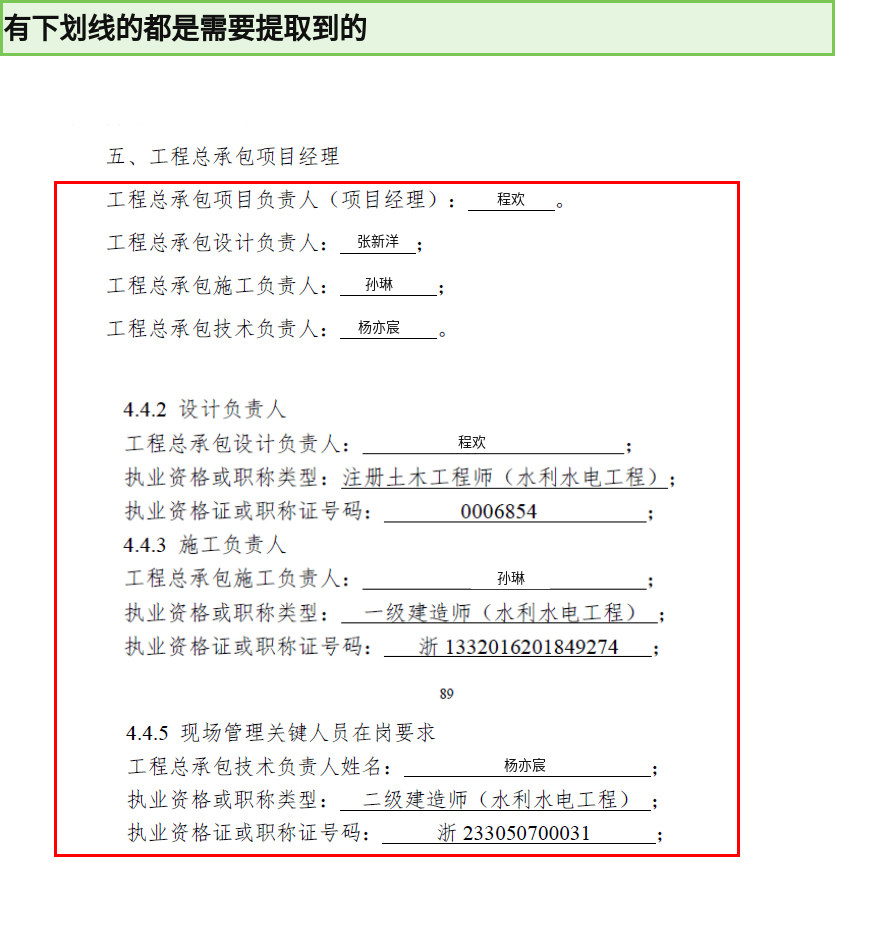 有下划线的都是需要提取到的
五、工程总承包项目经理
工程总承包项目负责人（项目经理）：程欢。
工程总承包设计负责人：张新洋；
工程总承包施工负责人：孙琳；
工程总承包技术负责人：杨亦宸。
4.4.2 设计负责人
工程总承包设计负责人：程欢；
执业资格或职称类型：注册土木工程师（水利水电工程）；
执业资格证或职称证号码：0006854；
4.4.3 施工负责人
工程总承包施工负责人：孙琳；
执业资格或职称类型：一级建造师（水利水电工程）；
执业资格证或职称证号码：浙 1332016201849274；
89
4.4.5 现场管理关键人员在岗要求
工程总承包技术负责人姓名：杨亦宸；
执业资格或职称类型：二级建造师（水利水电工程）；
执业资格证或职称证号码：浙 233050700031；